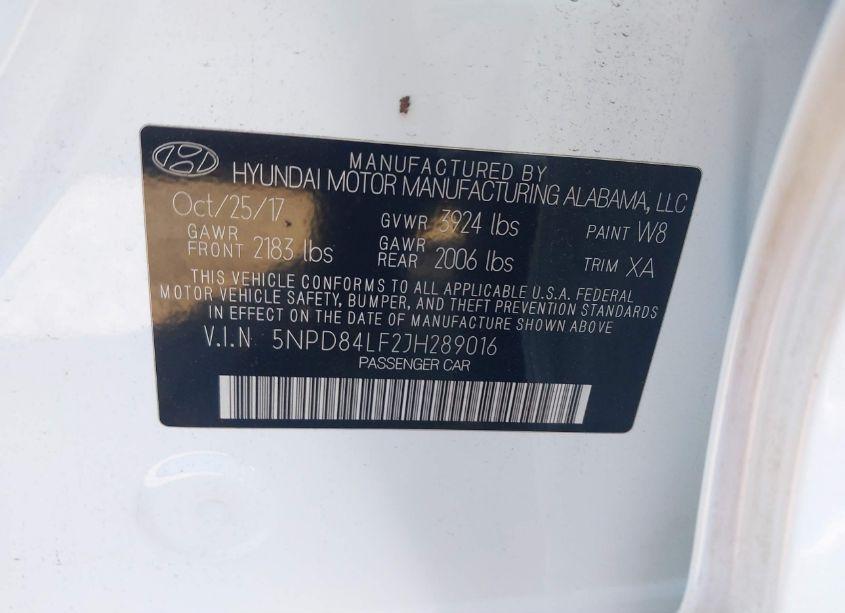 MANUFACTURED BY
HYUNDAI MOTOR MANUFACTURING ALABAMA, LLC
Oct/25/17 GVWR 3924 lbs PAINT W8
GAWR FRONT 2183 lbs GAWR REAR 2006 lbs TRIM XA
THIS VEHICLE CONFORMS TO ALL APPLICABLE U.S.A. FEDERAL
MOTOR VEHICLE SAFETY, BUMPER, AND THEFT PREVENTION STANDARDS
IN EFFECT ON THE DATE OF MANUFACTURE SHOWN ABOVE
V.I.N 5NPD84LF2JH289016
PASSENGER CAR